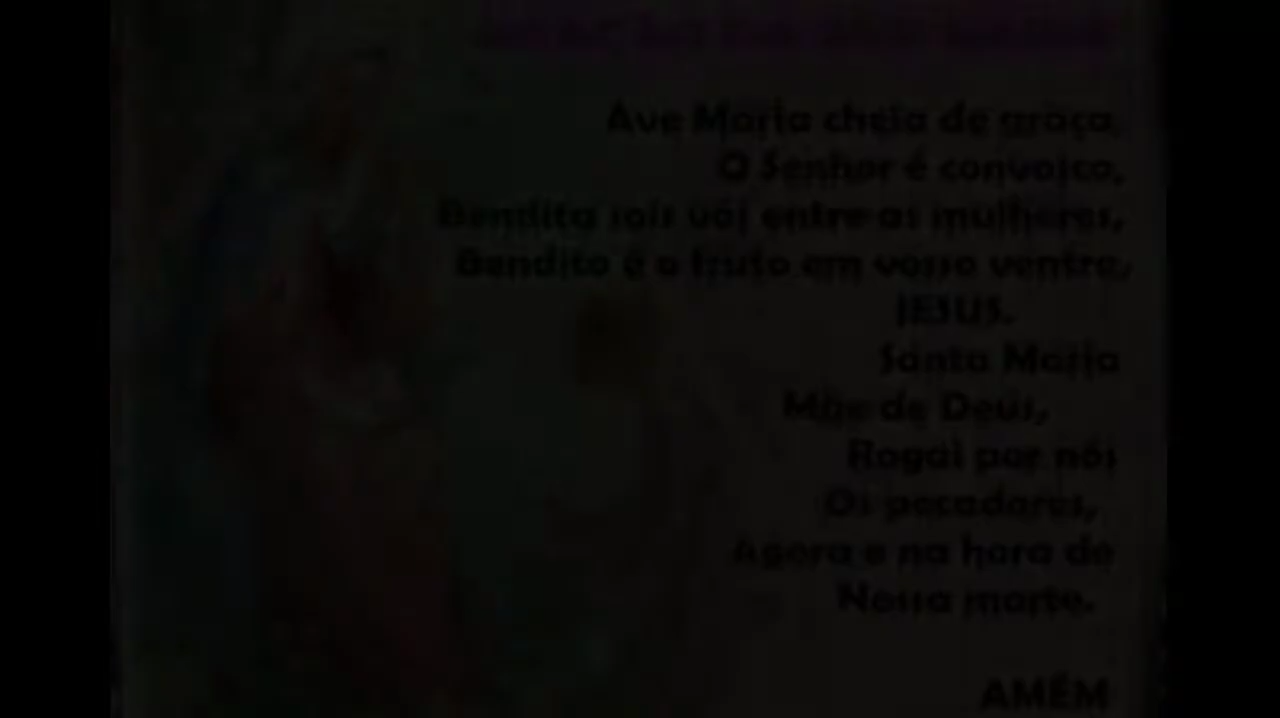 Ave Maria cheia de graça,
O Senhor é convosco,
Bendita sois vós entre as mulheres,
Bendito é o fruto em vosso ventre,
JESUS.
Santa Maria
Mãe de Deus,
Rogai por nós
Os pecadores,
Agora e na hora de
Nossa morte.
AMÉM